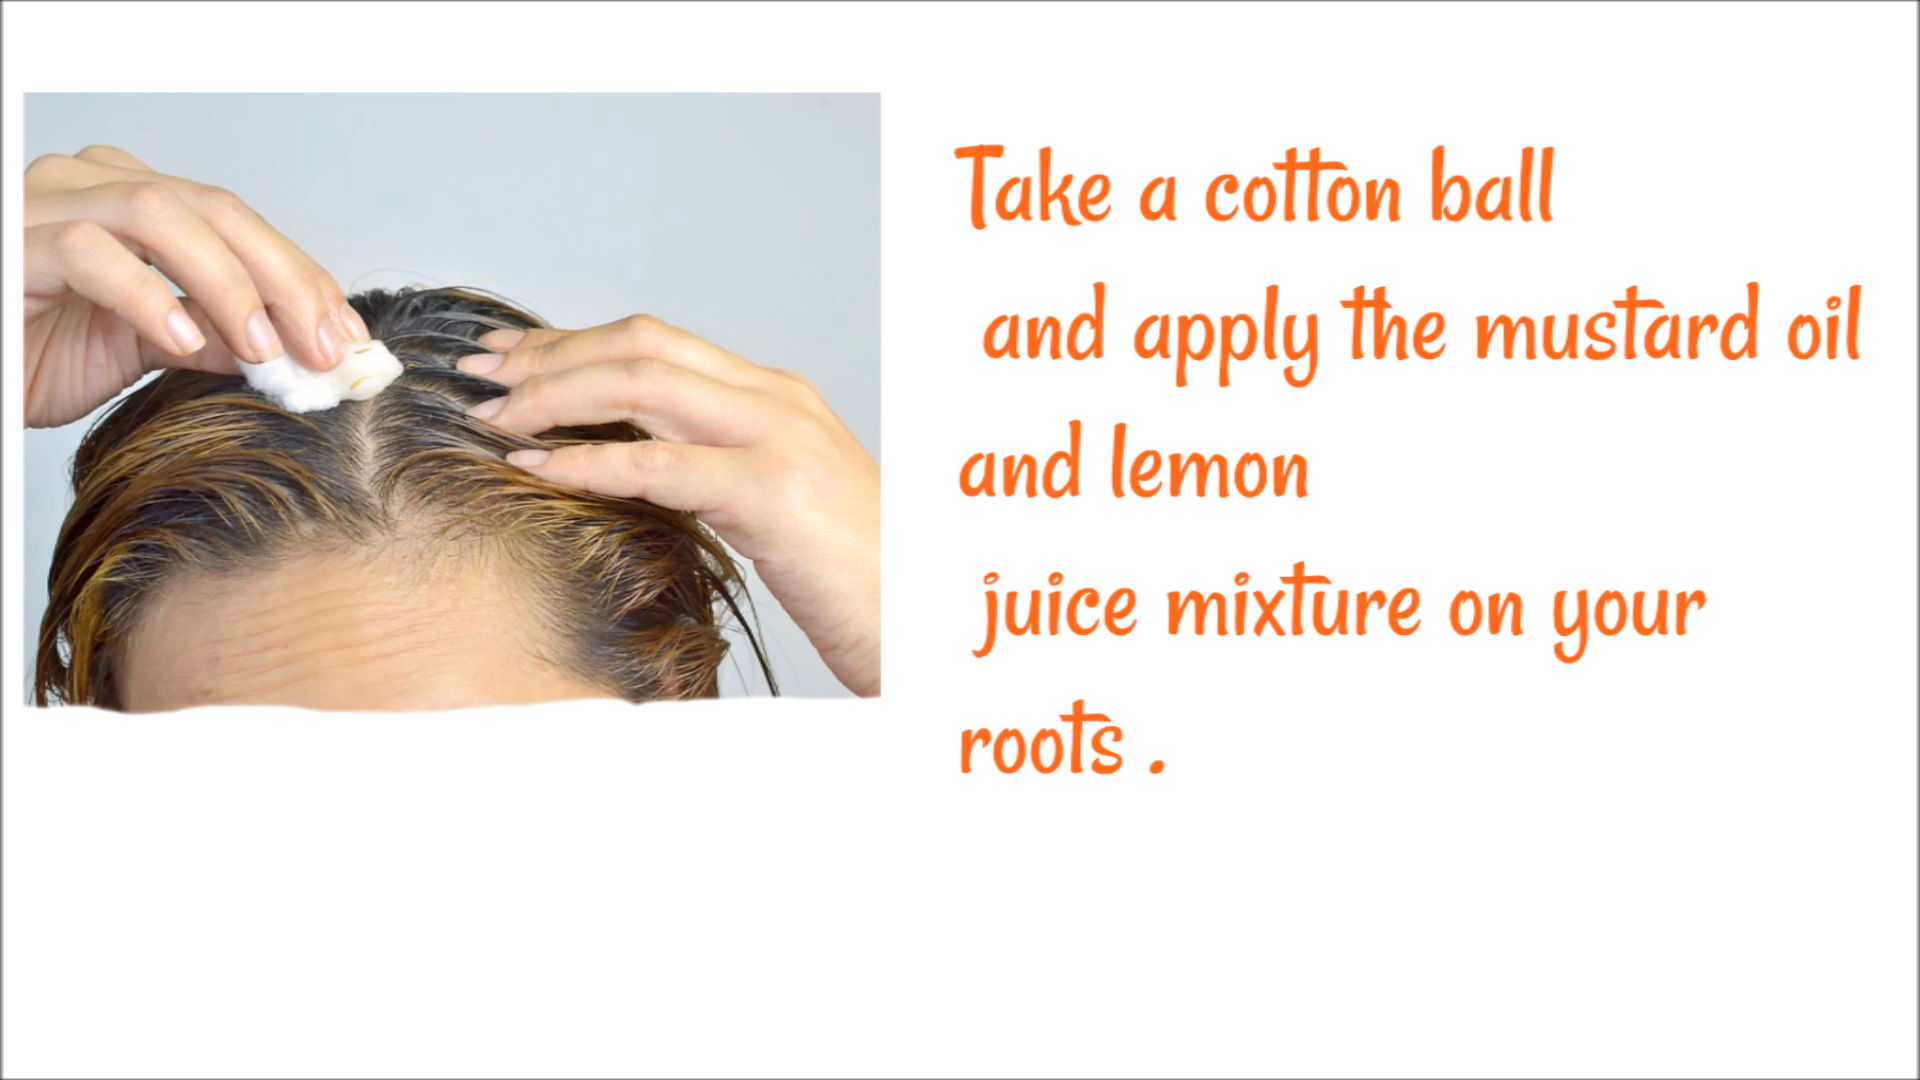 Take a cotton ball
and apply the mustard oil
and lemon
juice mixture on your
roots .